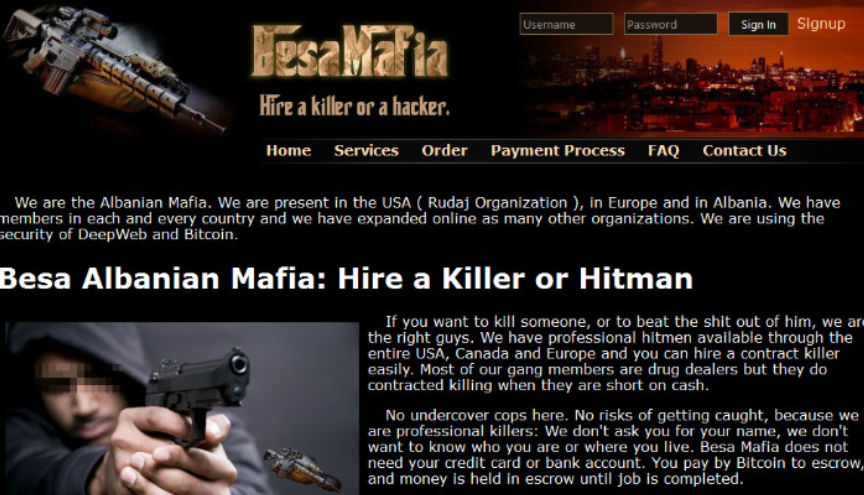 BesaMafia
Username Password Sign In Signup
Hire a killer or a hacker.
Home Services Order Payment Process FAQ Contact Us
We are the Albanian Mafia. We are present in the USA ( Rudaj Organization ), in Europe and in Albania. We have
members in each and every country and we have expanded online as many other organizations. We are using the
security of DeepWeb and Bitcoin.
Besa Albanian Mafia: Hire a Killer or Hitman
If you want to kill someone, or to beat the shit out of him, we are
the right guys. We have professional hitmen available through the
entire USA, Canada and Europe and you can hire a contract killer
easily. Most of our gang members are drug dealers but they do
contracted killing when they are short on cash.
No undercover cops here. No risks of getting caught, because we
are professional killers: We don't ask you for your name, we don't
want to know who you are or where you live. Besa Mafia does not
need your credit card or bank account. You pay by Bitcoin to escrow,
and money is held in escrow until job is completed.